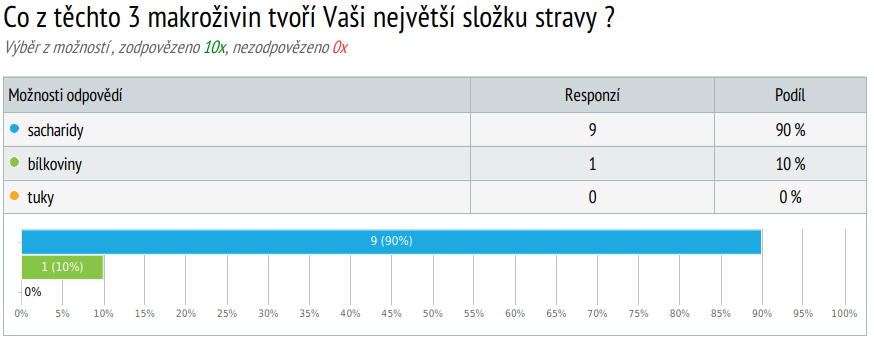 Co z těchto 3 makroživin tvoří Vaši největší složku stravy ?
Výběr z možností , zodpovězeno 10x, nezodpovězeno 0x
Možnosti odpovědí Responzí Podíl
sacharidy 9 90 %
bílkoviny 1 10 %
tuky 0 0 %
9 (90%)
1 (10%)
0%
0% 5% 10% 15% 20% 25% 30% 35% 40% 45% 50% 55% 60% 65% 70% 75% 80% 85% 90% 95% 100%